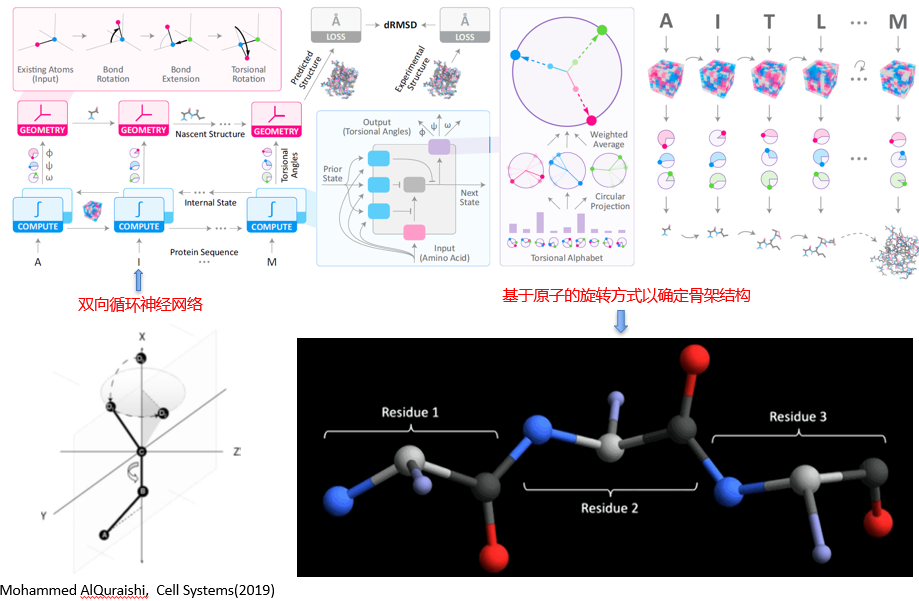 Existing Atoms
(Input)
Bond
Rotation
Bond
Extension
Torsional
Rotation
Å
LOSS
dRMSD
Å
LOSS
Predicted
Structure
Experimental
Structure
GEOMETRY
GEOMETRY
Nascent Structure
GEOMETRY
ϕ
ψ
ω
Torsional
Angles
Internal State
COMPUTE
COMPUTE
COMPUTE
Protein Sequence
A
I
...
M
Output
(Torsional Angles)
ϕ
ψ
ω
Prior
State
Next
State
Input
(Amino Acid)
Weighted
Average
Circular
Projection
Torsional Alphabet
A I T L ... M
双向循环神经网络
基于原子的旋转方式以确定骨架结构
X
Z
Y
A
B
C
Residue 1
Residue 2
Residue 3
Mohammed AlQuraishi, Cell Systems(2019)